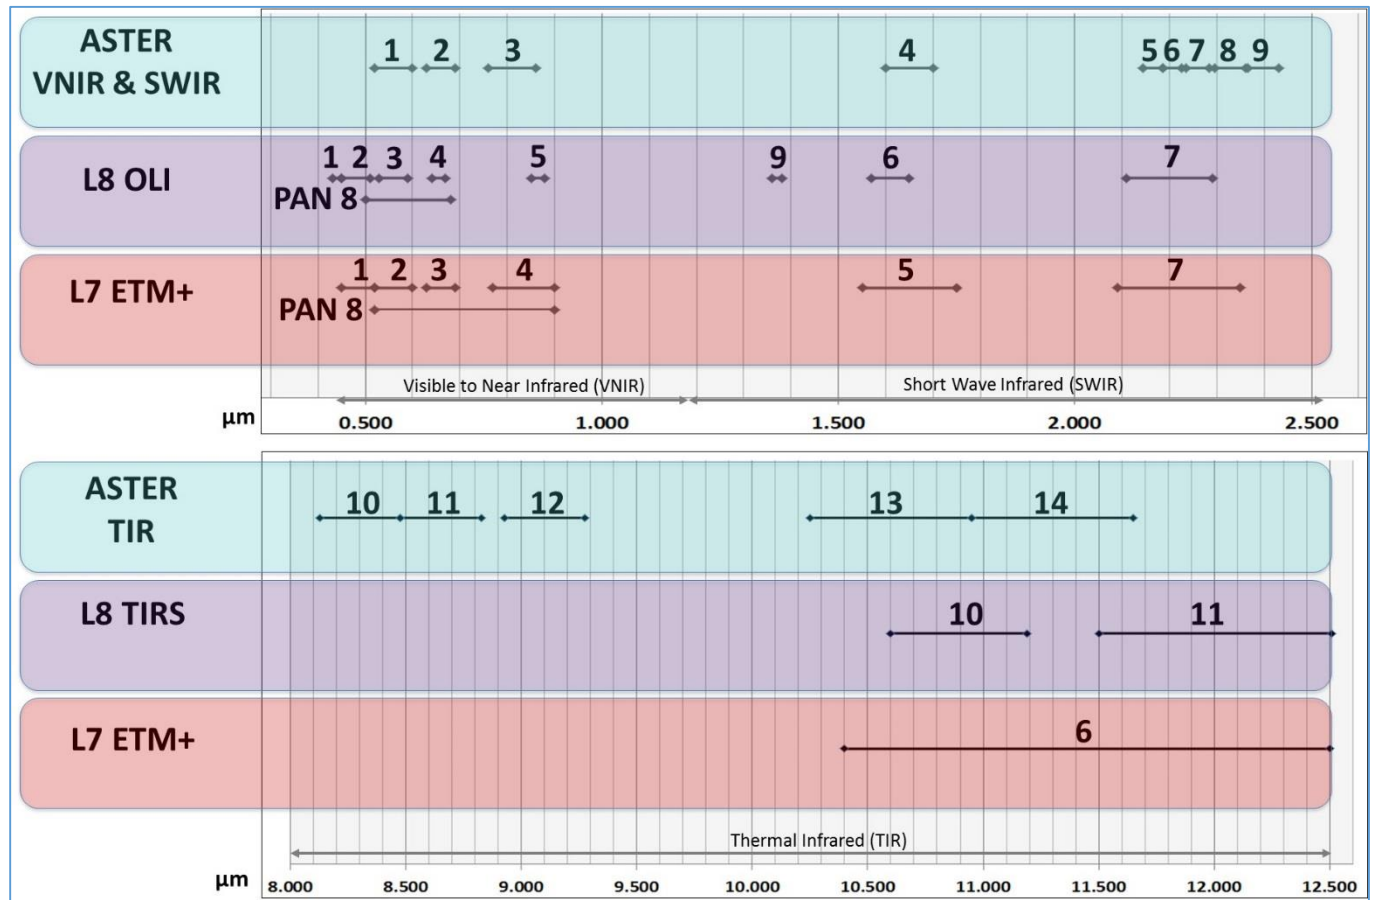 ASTER
VNIR & SWIR
1 2 3 4 5 6 7 8 9
L8 OLI
1 2 3 4 5 9 6 7
PAN 8
L7 ETM+
1 2 3 4 5 7
PAN 8
Visible to Near Infrared (VNIR) Short Wave Infrared (SWIR)
µm 0.500 1.000 1.500 2.000 2.500
ASTER
TIR
10 11 12 13 14
L8 TIRS
10 11
L7 ETM+
6
Thermal Infrared (TIR)
µm 8.000 8.500 9.000 9.500 10.000 10.500 11.000 11.500 12.000 12.500